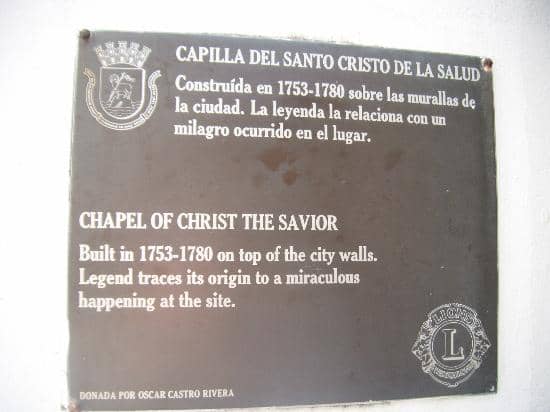 CAPILLA DEL SANTO CRISTO DE LA SALUD
Construída en 1753-1780 sobre las murallas de
la ciudad. La leyenda la relaciona con un
milagro ocurrido en el lugar.
CHAPEL OF CHRIST THE SAVIOR
Built in 1753-1780 on top of the city walls.
Legend traces its origin to a miraculous
happening at the site.
LIONS
L
DONADA POR OSCAR CASTRO RIVERA